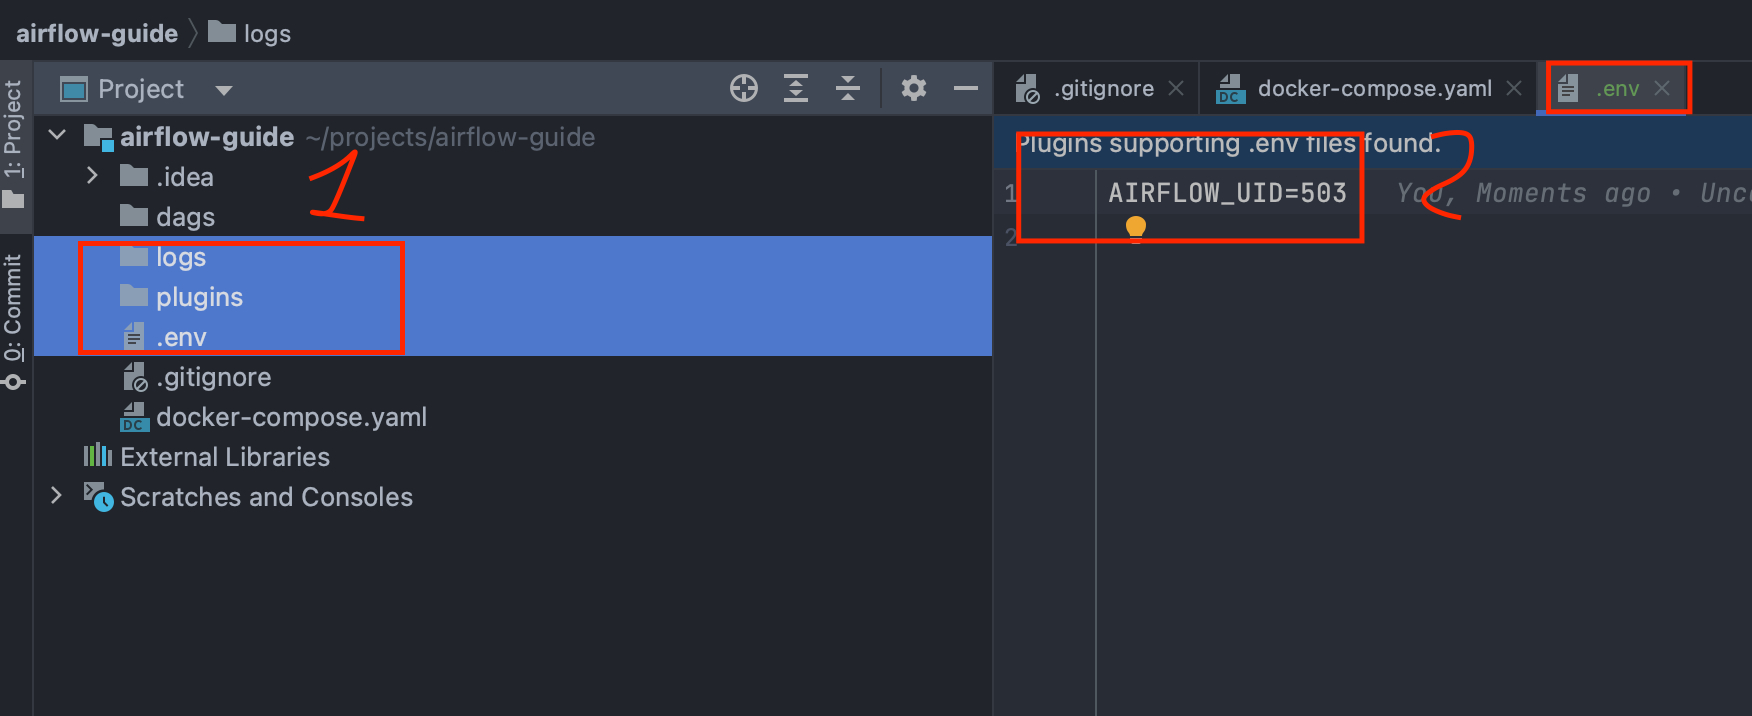 airflow-guide logs
1: Project
0: Commit
Project
airflow-guide ~/projects/airflow-guide
.idea
dags
logs
plugins
.env
.gitignore
DC docker-compose.yaml
External Libraries
Scratches and Consoles
1
.gitignore
DC docker-compose.yaml
.env
Plugins supporting .env files found.
1 AIRFLOW_UID=503 You, Moments ago •
2
2